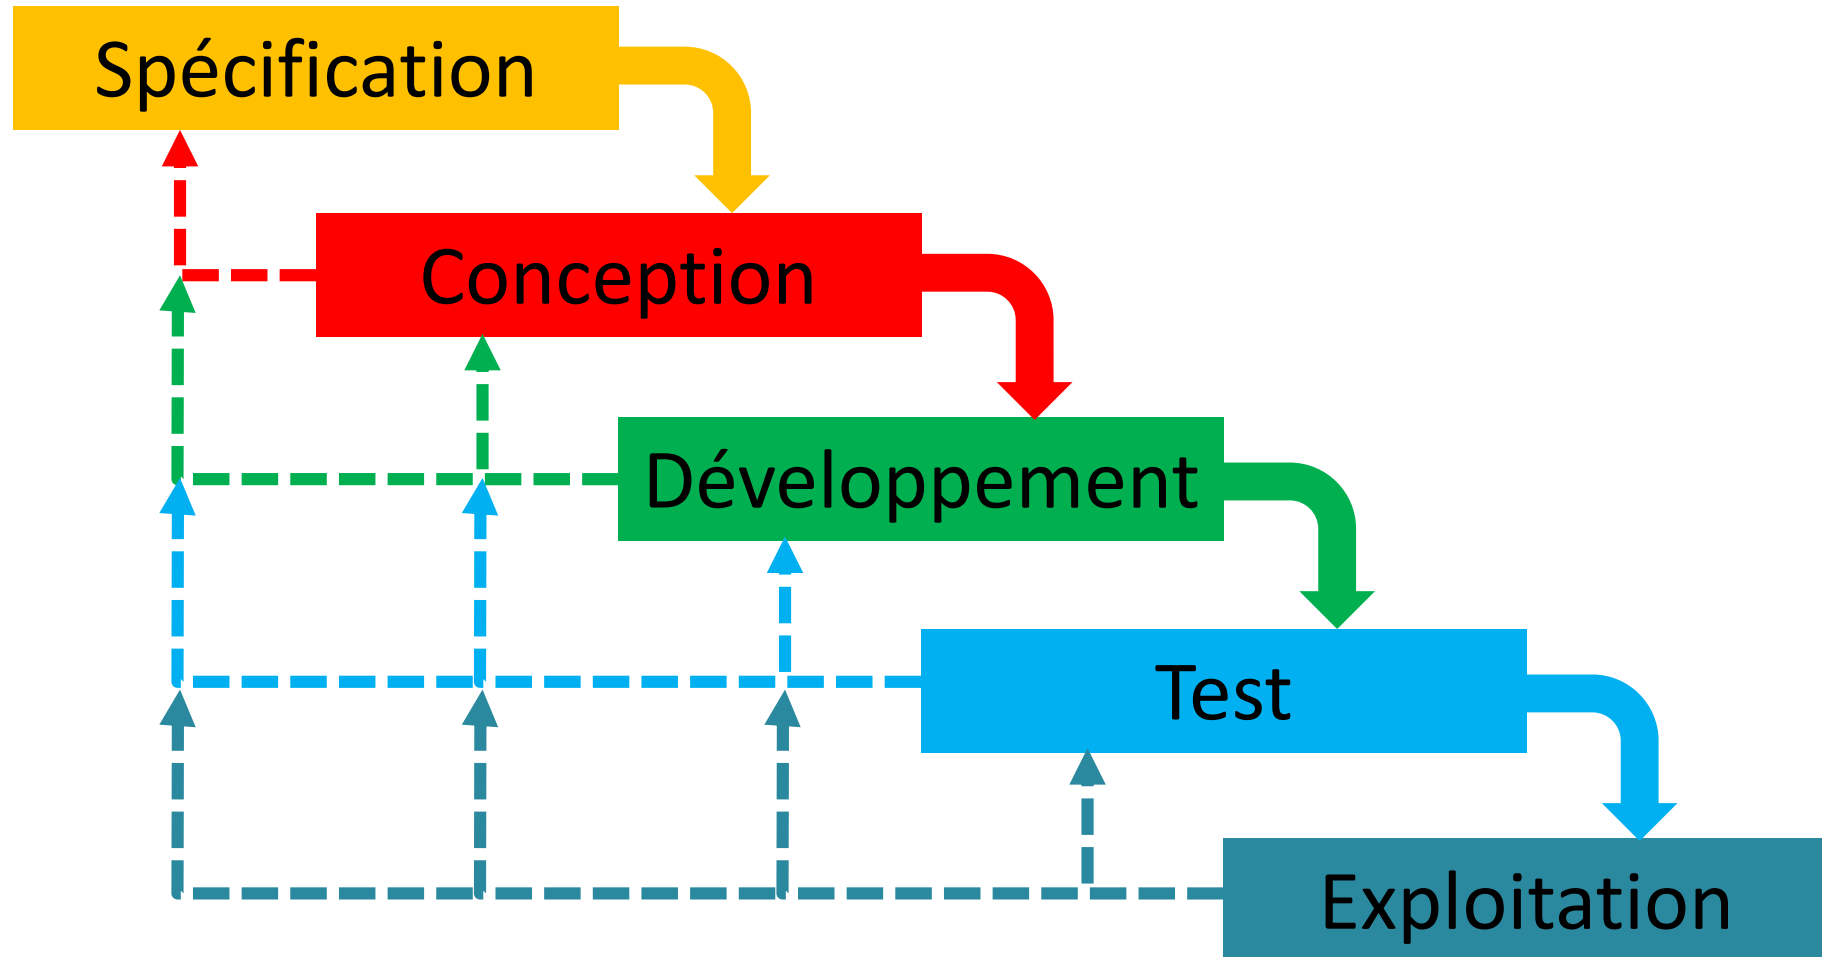 Spécification
Conception
Développement
Test
Exploitation